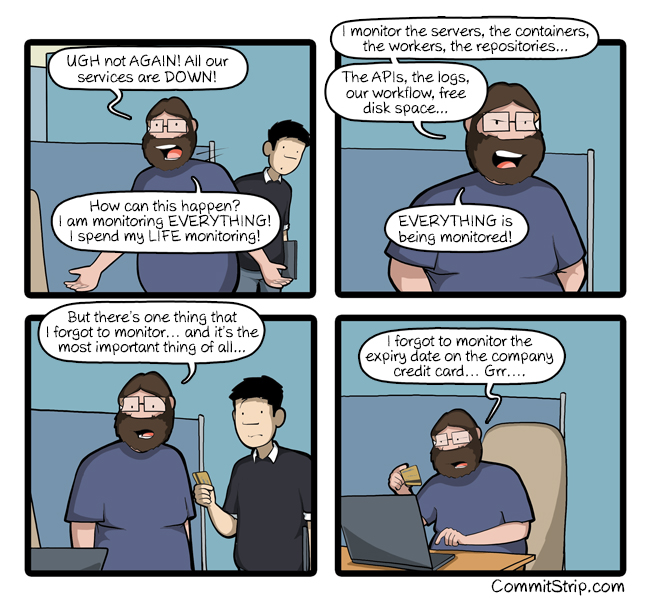 UGH not AGAIN! All our
services are DOWN!
How can this happen?
I am monitoring EVERYTHING!
I spend my LIFE monitoring!
I monitor the servers, the containers,
the workers, the repositories...
The APIs, the logs,
our workflow, free
disk space...
EVERYTHING is
being monitored!
But there's one thing that
I forgot to monitor... and it's the
most important thing of all...
I forgot to monitor the
expiry date on the company
credit card... Grr....
CommitStrip.com